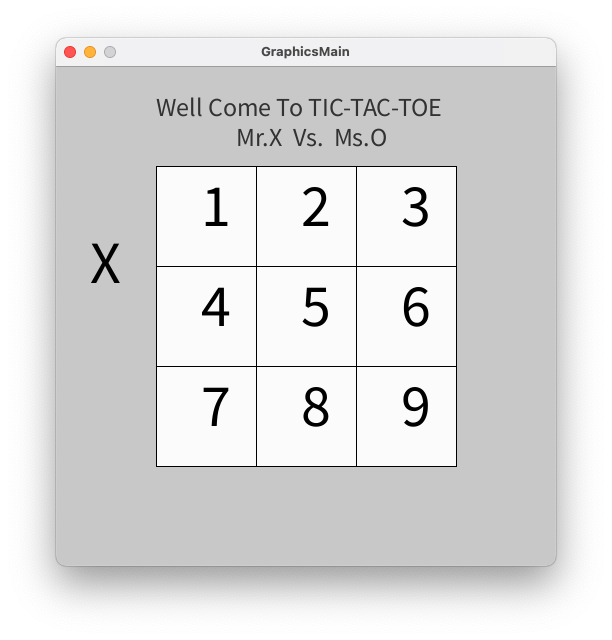 GraphicsMain
Well Come To TIC-TAC-TOE
Mr.X Vs. Ms.O
1 2 3
X
4 5 6
7 8 9